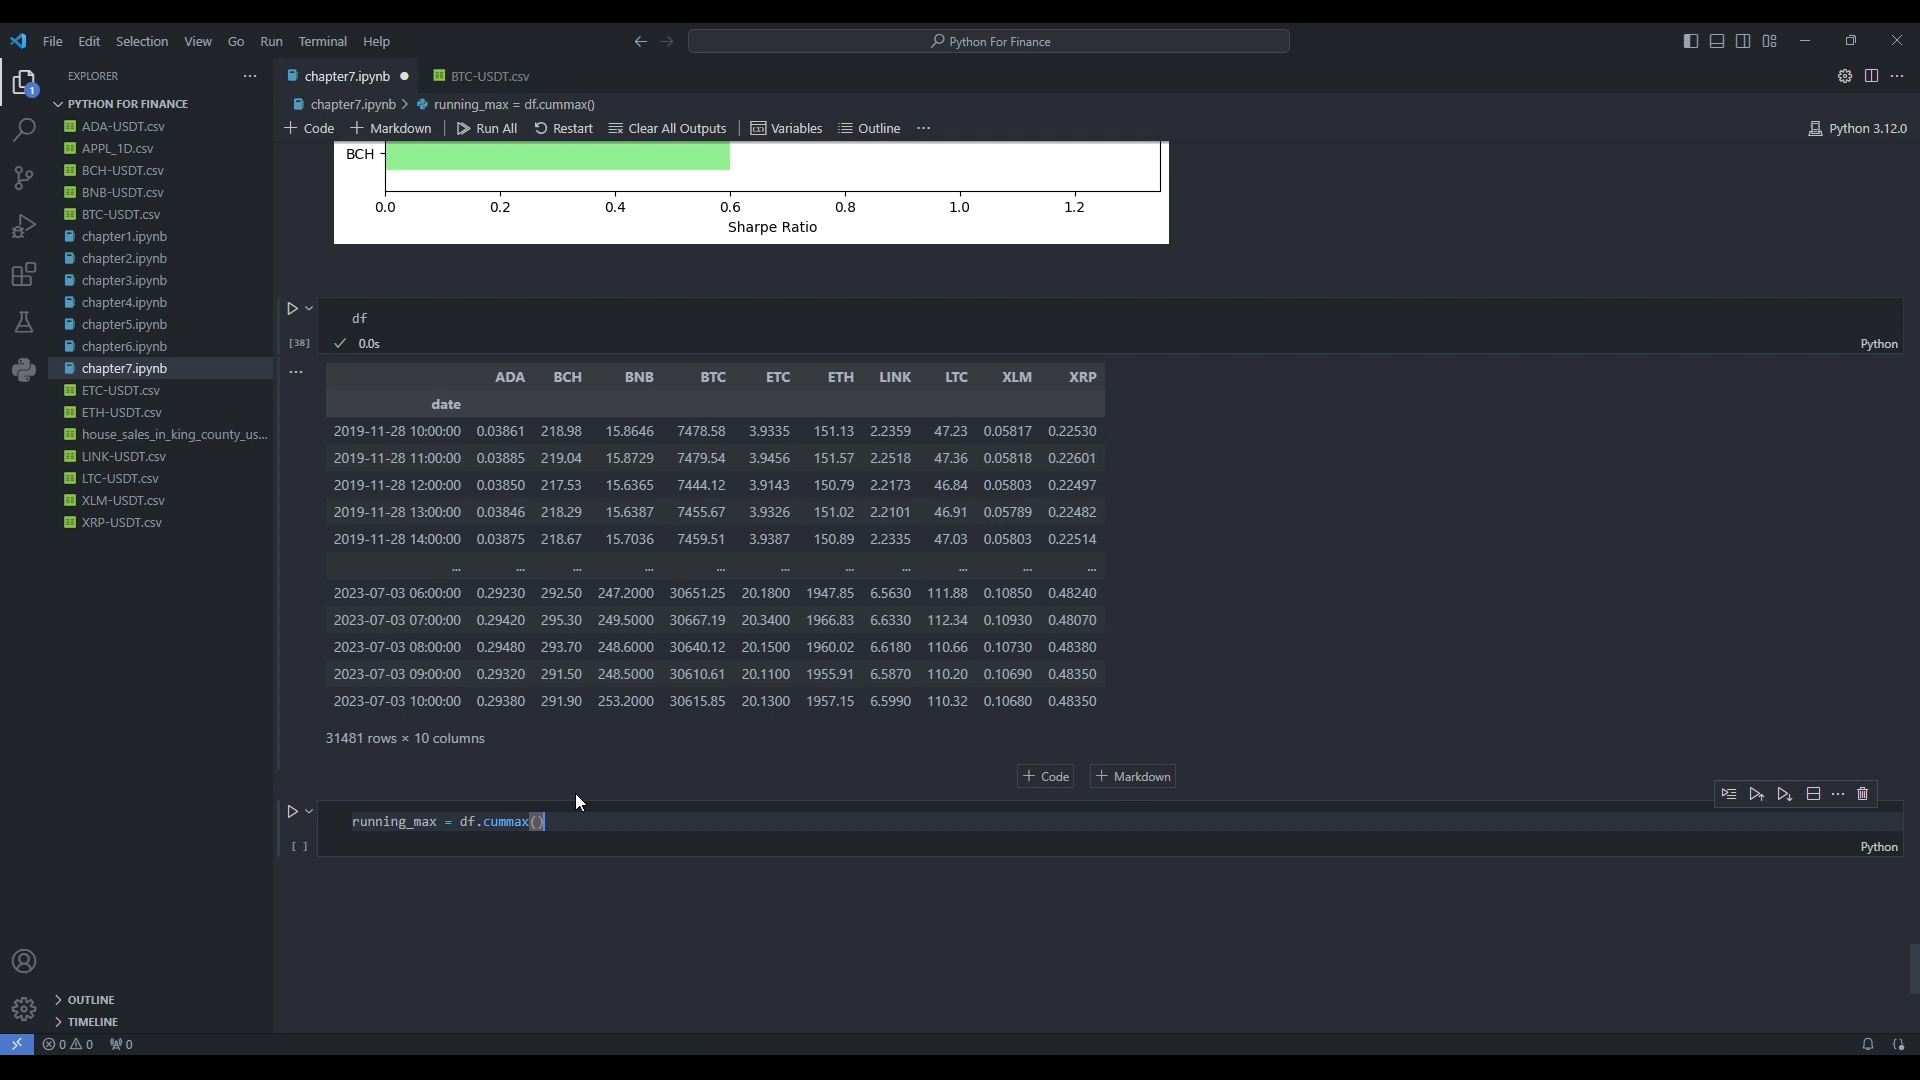 File Edit Selection View Go Run Terminal Help
Python For Finance
EXPLORER
chapter7.ipynb
BTC-USDT.csv
1
PYTHON FOR FINANCE
chapter7.ipynb > running_max = df.cummax()
+ Code + Markdown Run All Restart Clear All Outputs Variables Outline ...
Python 3.12.0
ADA-USDT.csv
APPL_1D.csv
BCH-USDT.csv
BNB-USDT.csv
BTC-USDT.csv
chapter1.ipynb
chapter2.ipynb
chapter3.ipynb
chapter4.ipynb
chapter5.ipynb
chapter6.ipynb
chapter7.ipynb
ETC-USDT.csv
ETH-USDT.csv
house_sales_in_king_county_us...
LINK-USDT.csv
LTC-USDT.csv
XLM-USDT.csv
XRP-USDT.csv
OUTLINE
TIMELINE
BCH
0.0 0.2 0.4 0.6 0.8 1.0 1.2
Sharpe Ratio
df
[38] 0.0s
Python
ADA BCH BNB BTC ETC ETH LINK LTC XLM XRP
date
2019-11-28 10:00:00 0.03861 218.98 15.8646 7478.58 3.9335 151.13 2.2359 47.23 0.05817 0.22530
2019-11-28 11:00:00 0.03885 219.04 15.8729 7479.54 3.9456 151.57 2.2518 47.36 0.05818 0.22601
2019-11-28 12:00:00 0.03850 217.53 15.6365 7444.12 3.9143 150.79 2.2173 46.84 0.05803 0.22497
2019-11-28 13:00:00 0.03846 218.29 15.6387 7455.67 3.9326 151.02 2.2101 46.91 0.05789 0.22482
2019-11-28 14:00:00 0.03875 218.67 15.7036 7459.51 3.9387 150.89 2.2335 47.03 0.05803 0.22514
... ... ... ... ... ... ... ... ... ... ...
2023-07-03 06:00:00 0.29230 292.50 247.2000 30651.25 20.1800 1947.85 6.5630 111.88 0.10850 0.48240
2023-07-03 07:00:00 0.29420 295.30 249.5000 30667.19 20.3400 1966.83 6.6330 112.34 0.10930 0.48070
2023-07-03 08:00:00 0.29480 293.70 248.6000 30640.12 20.1500 1960.02 6.6180 110.66 0.10730 0.48380
2023-07-03 09:00:00 0.29320 291.50 248.5000 30610.61 20.1100 1955.91 6.5870 110.20 0.10690 0.48350
2023-07-03 10:00:00 0.29380 291.90 253.2000 30615.85 20.1300 1957.15 6.5990 110.32 0.10680 0.48350
31481 rows × 10 columns
+ Code + Markdown
running_max = df.cummax()
[ ]
Python
0 0 0